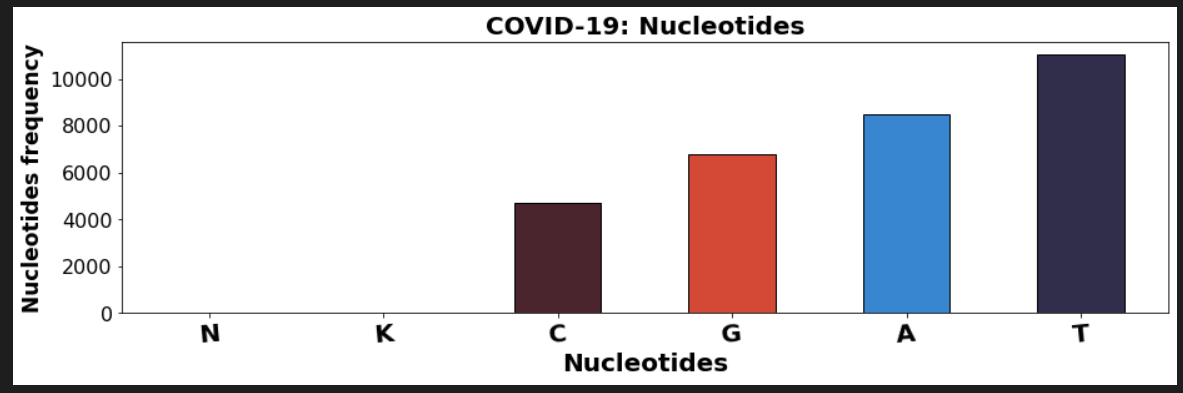 COVID-19: Nucleotides
Nucleotides frequency
10000
8000
6000
4000
2000
0
N K C G A T
Nucleotides